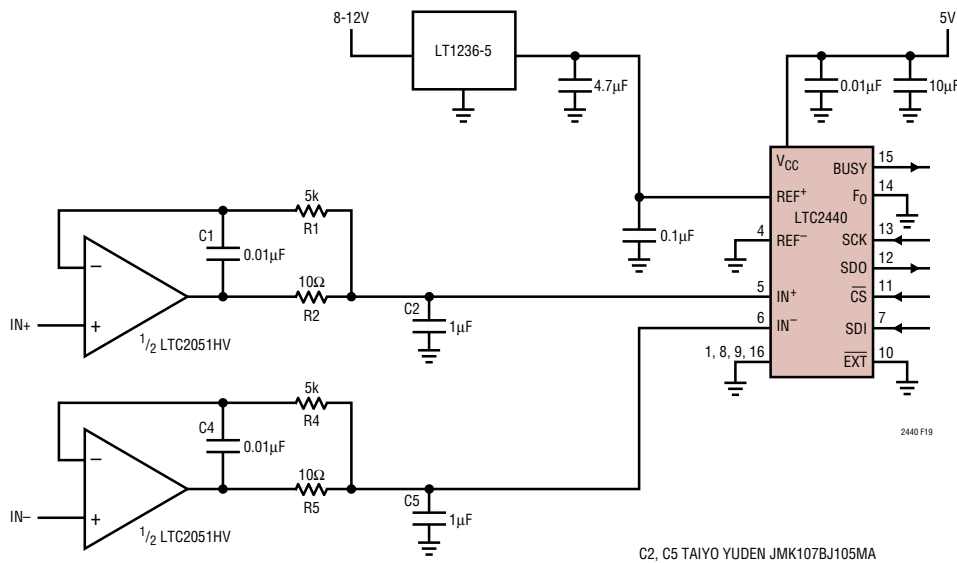 8-12V
5V
LT1236-5
4.7µF
0.01µF
10µF
VCC
BUSY 15
REF+
FO 14
LTC2440
0.1µF
4 REF–
SCK 13
SDO 12
5 IN+
CS 11
6 IN–
SDI 7
1, 8, 9, 16
EXT 10
5k
R1
C1
0.01µF
10Ω
R2
C2
1µF
IN+
1/2 LTC2051HV
5k
R4
C4
0.01µF
10Ω
R5
C5
1µF
IN–
1/2 LTC2051HV
2440 F19
C2, C5 TAIYO YUDEN JMK107BJ105MA